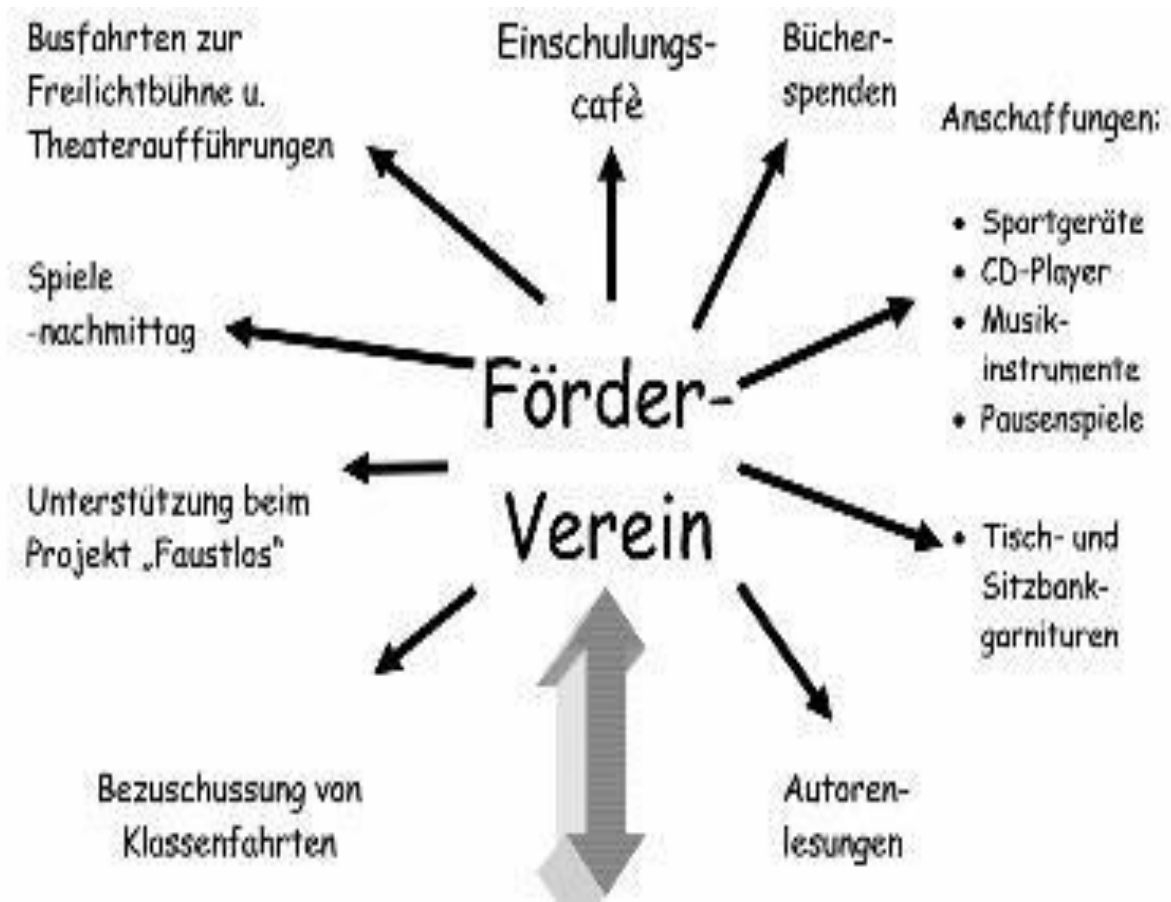 Busfahrten zur
Freilichtbühne u.
Theateraufführungen
Einschulungs-
cafè
Bücher-
spenden
Anschaffungen:
• Sportgeräte
• CD-Player
• Musik-
instrumente
• Pausenspiele
• Tisch- und
Sitzbank-
garnituren
Spiele
-nachmittag
Förder-
Verein
Unterstützung beim
Projekt „Faustlos“
Bezuschussung von
Klassenfahrten
Autoren-
lesungen